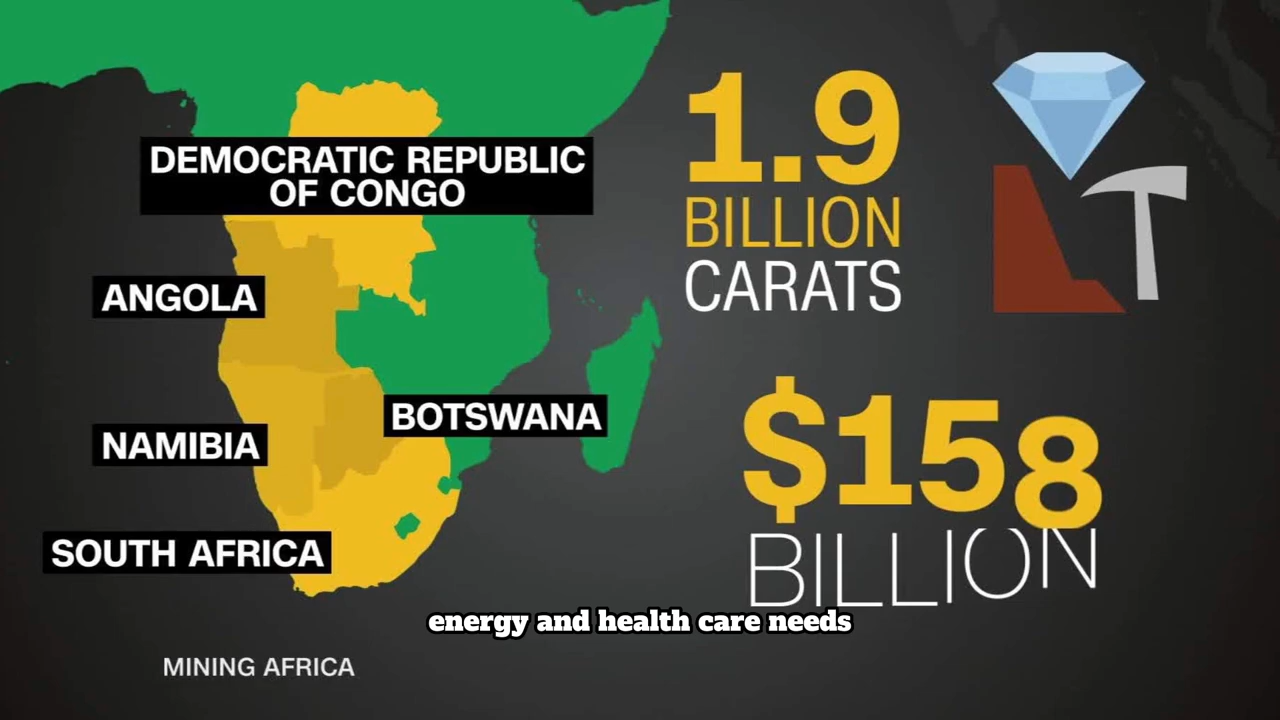 DEMOCRATIC REPUBLIC
OF CONGO
ANGOLA
NAMIBIA
BOTSWANA
SOUTH AFRICA
1.9
BILLION
CARATS
$158
BILLION
energy and health care needs
MINING AFRICA